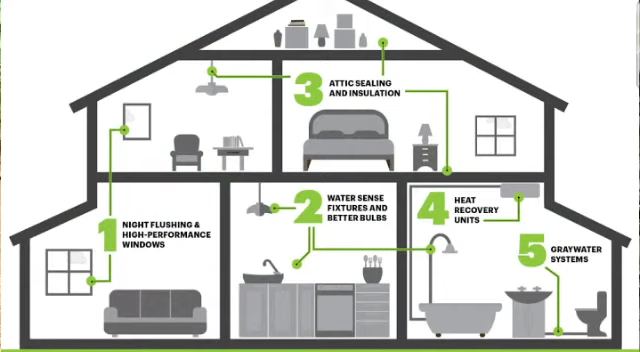 3 ATTIC SEALING
AND INSULATION
1 NIGHT FLUSHING &
HIGH-PERFORMANCE
WINDOWS
2 WATER SENSE
FIXTURES AND
BETTER BULBS
4 HEAT
RECOVERY
UNITS
5 GRAYWATER
SYSTEMS